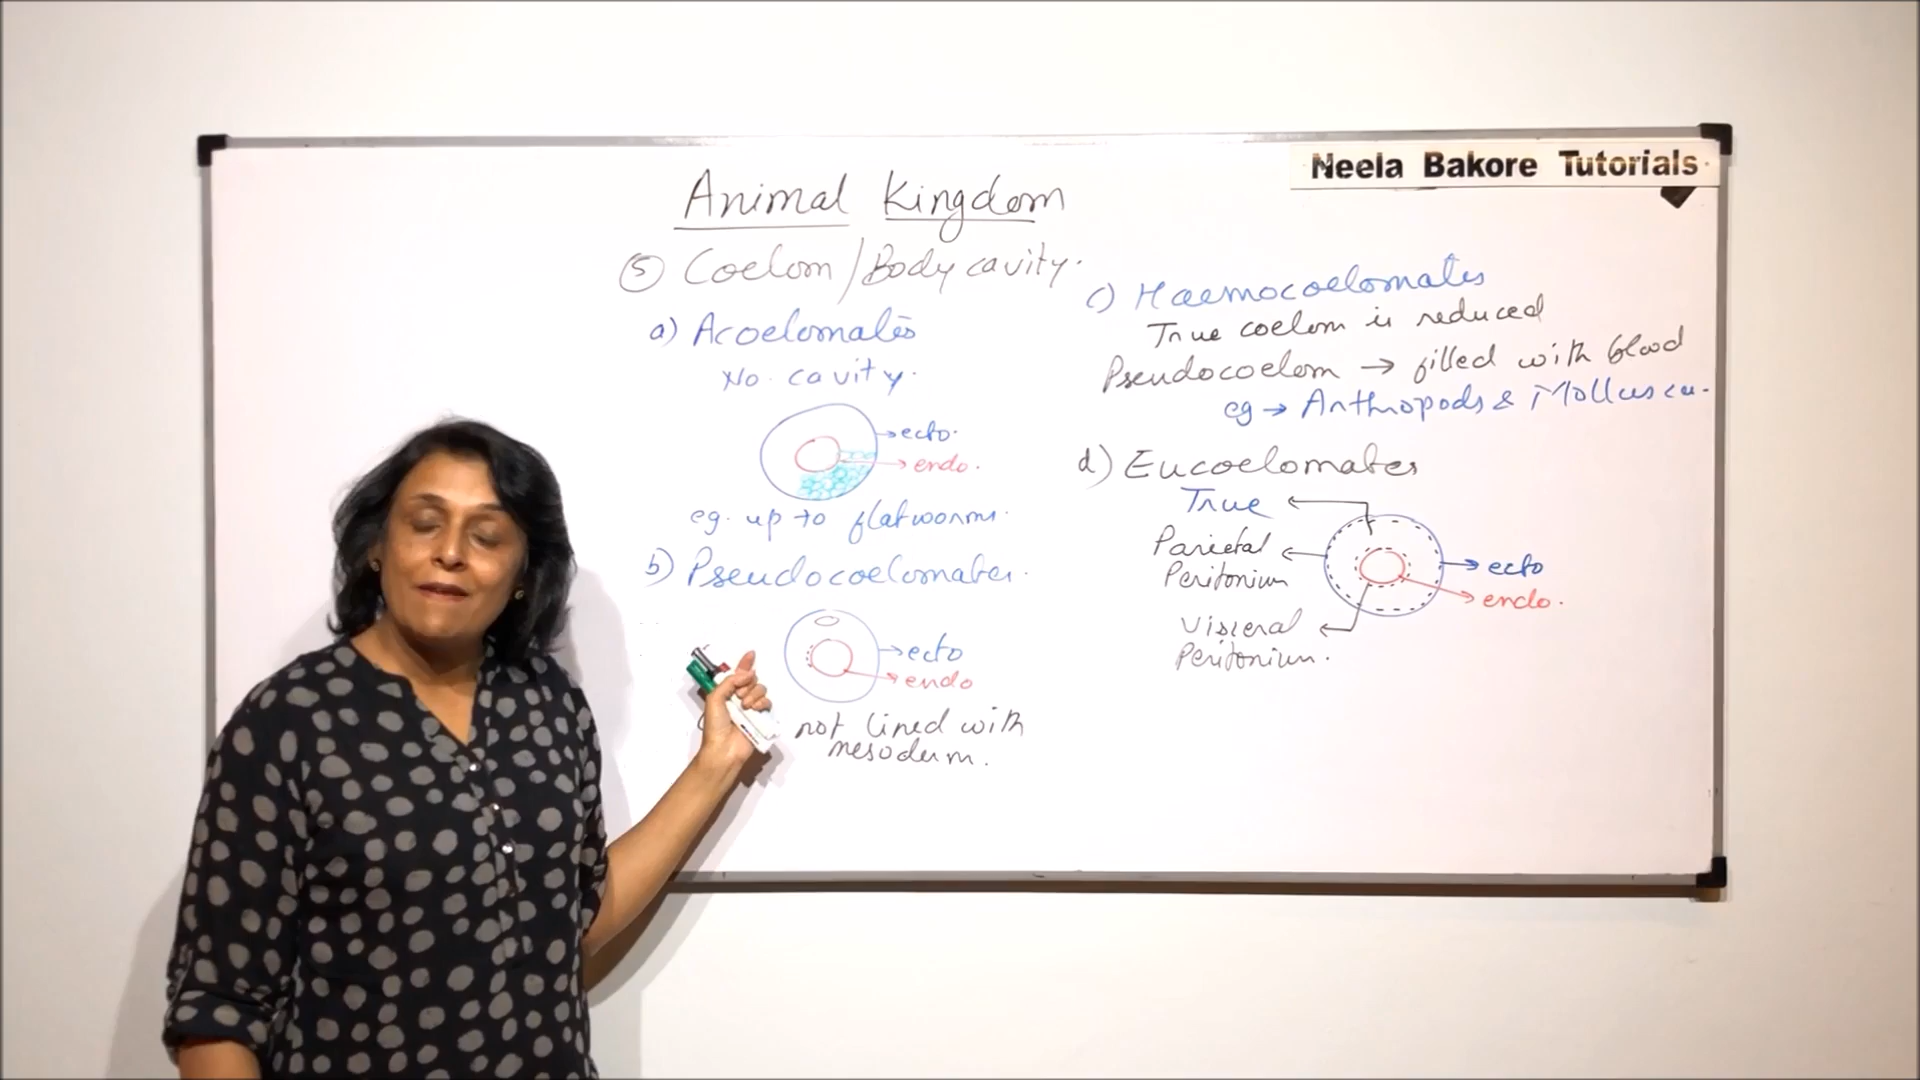 Neela Bakore Tutorials
Animal Kingdom
⑤ Coelom / Body cavity.
a) Acoelomates
No cavity.
ecto.
endo.
eg. up to flatworms.
b) Pseudocoelomates.
ecto
endo
not lined with
mesoderm.
c) Haemocoelomates
True coelom is reduced
Pseudocoelom → filled with blood
eg → Arthropods & Mollusca.
d) Eucoelomates
True
Parietal
Peritonium
Visceral
Peritonium.
ecto
endo.